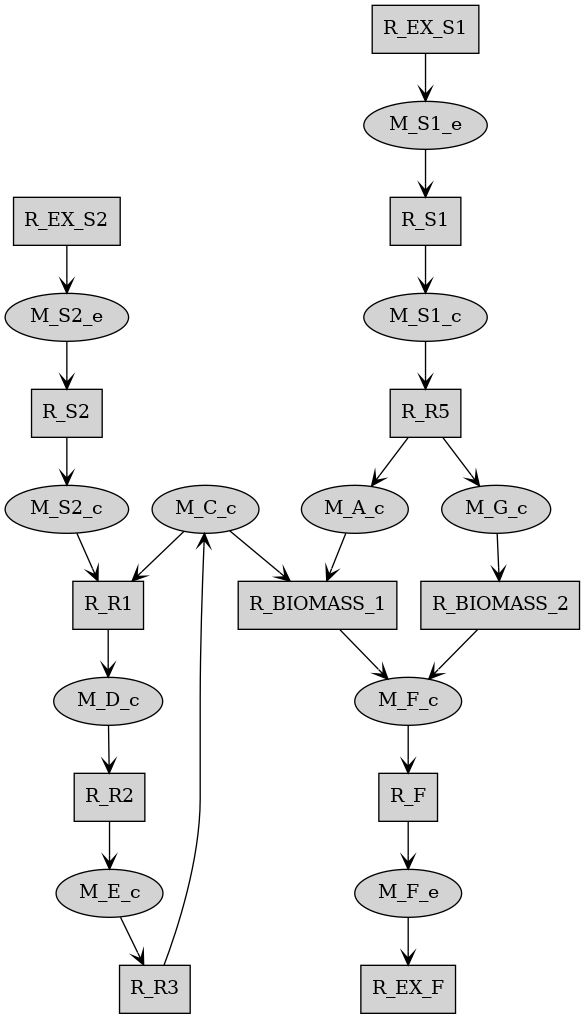 R_EX_S1
M_S1_e
R_EX_S2
R_S1
M_S2_e
M_S1_c
R_S2
R_R5
M_S2_c
M_C_c
M_A_c
M_G_c
R_R1
R_BIOMASS_1
R_BIOMASS_2
M_D_c
M_F_c
R_R2
R_F
M_E_c
M_F_e
R_R3
R_EX_F